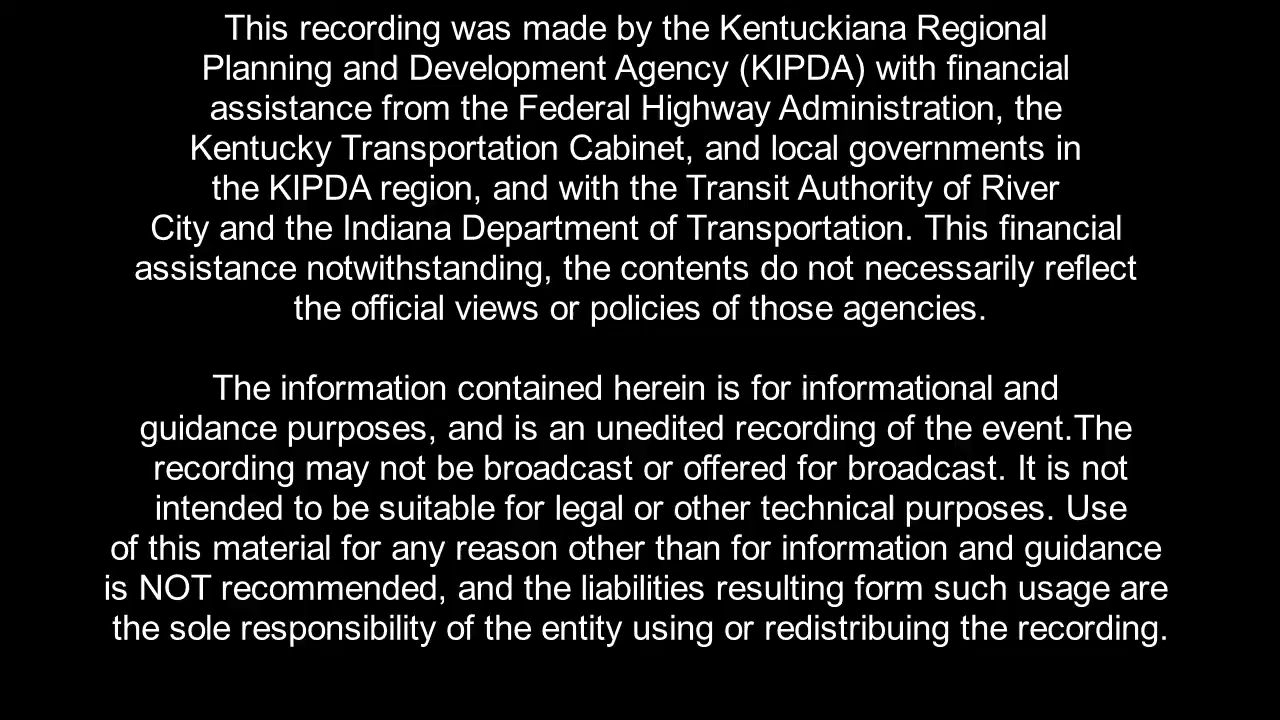 This recording was made by the Kentuckiana Regional
Planning and Development Agency (KIPDA) with financial
assistance from the Federal Highway Administration, the
Kentucky Transportation Cabinet, and local governments in
the KIPDA region, and with the Transit Authority of River
City and the Indiana Department of Transportation. This financial
assistance notwithstanding, the contents do not necessarily reflect
the official views or policies of those agencies.
The information contained herein is for informational and
guidance purposes, and is an unedited recording of the event.The
recording may not be broadcast or offered for broadcast. It is not
intended to be suitable for legal or other technical purposes. Use
of this material for any reason other than for information and guidance
is NOT recommended, and the liabilities resulting form such usage are
the sole responsibility of the entity using or redistribuing the recording.